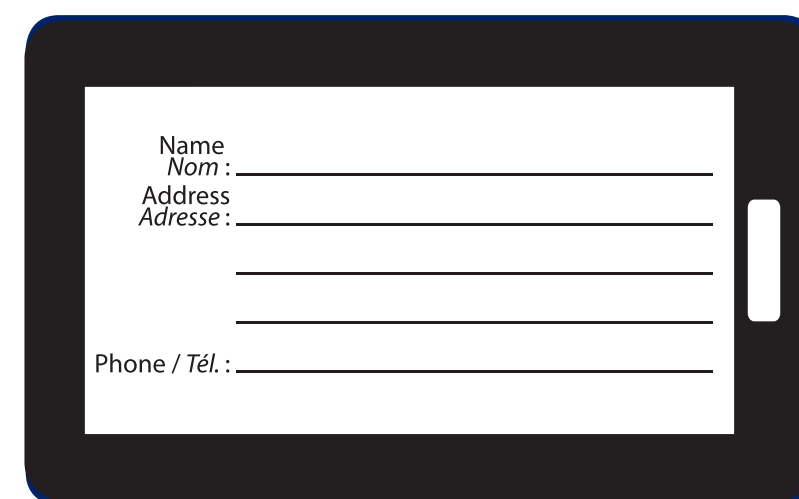 Name
Nom :
Address
Adresse :
Phone / Tél. :